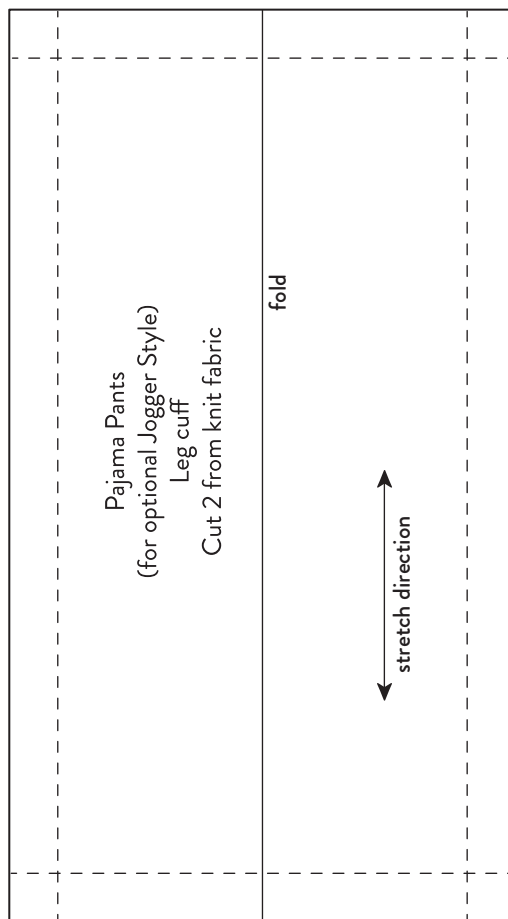 Pajama Pants
(for optional Jogger Style)
Leg cuff
Cut 2 from knit fabric
fold
stretch direction